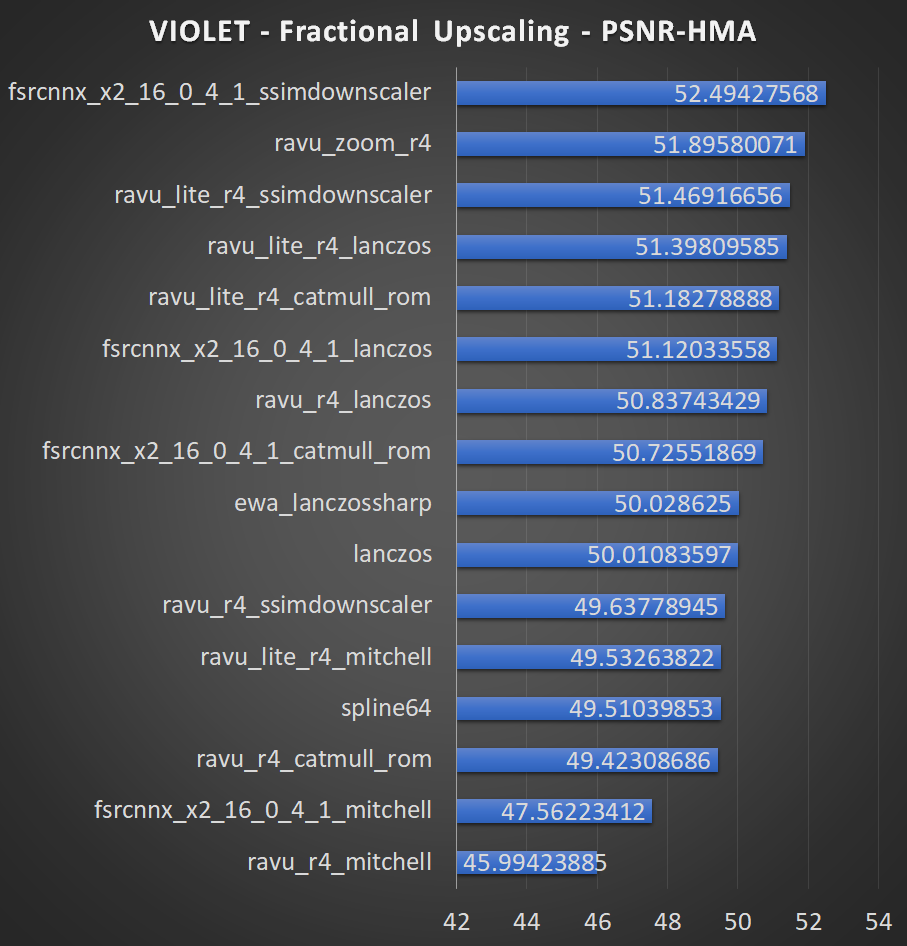 VIOLET - Fractional Upscaling - PSNR-HMA
fsrcnnx_x2_16_0_4_1_ssimdownscaler 52.49427568
ravu_zoom_r4 51.89580071
ravu_lite_r4_ssimdownscaler 51.46916656
ravu_lite_r4_lanczos 51.39809585
ravu_lite_r4_catmull_rom 51.18278888
fsrcnnx_x2_16_0_4_1_lanczos 51.12033558
ravu_r4_lanczos 50.83743429
fsrcnnx_x2_16_0_4_1_catmull_rom 50.72551869
ewa_lanczossharp 50.028625
lanczos 50.01083597
ravu_r4_ssimdownscaler 49.63778945
ravu_lite_r4_mitchell 49.53263822
spline64 49.51039853
ravu_r4_catmull_rom 49.42308686
fsrcnnx_x2_16_0_4_1_mitchell 47.56223412
ravu_r4_mitchell 45.99423885
42 44 46 48 50 52 54